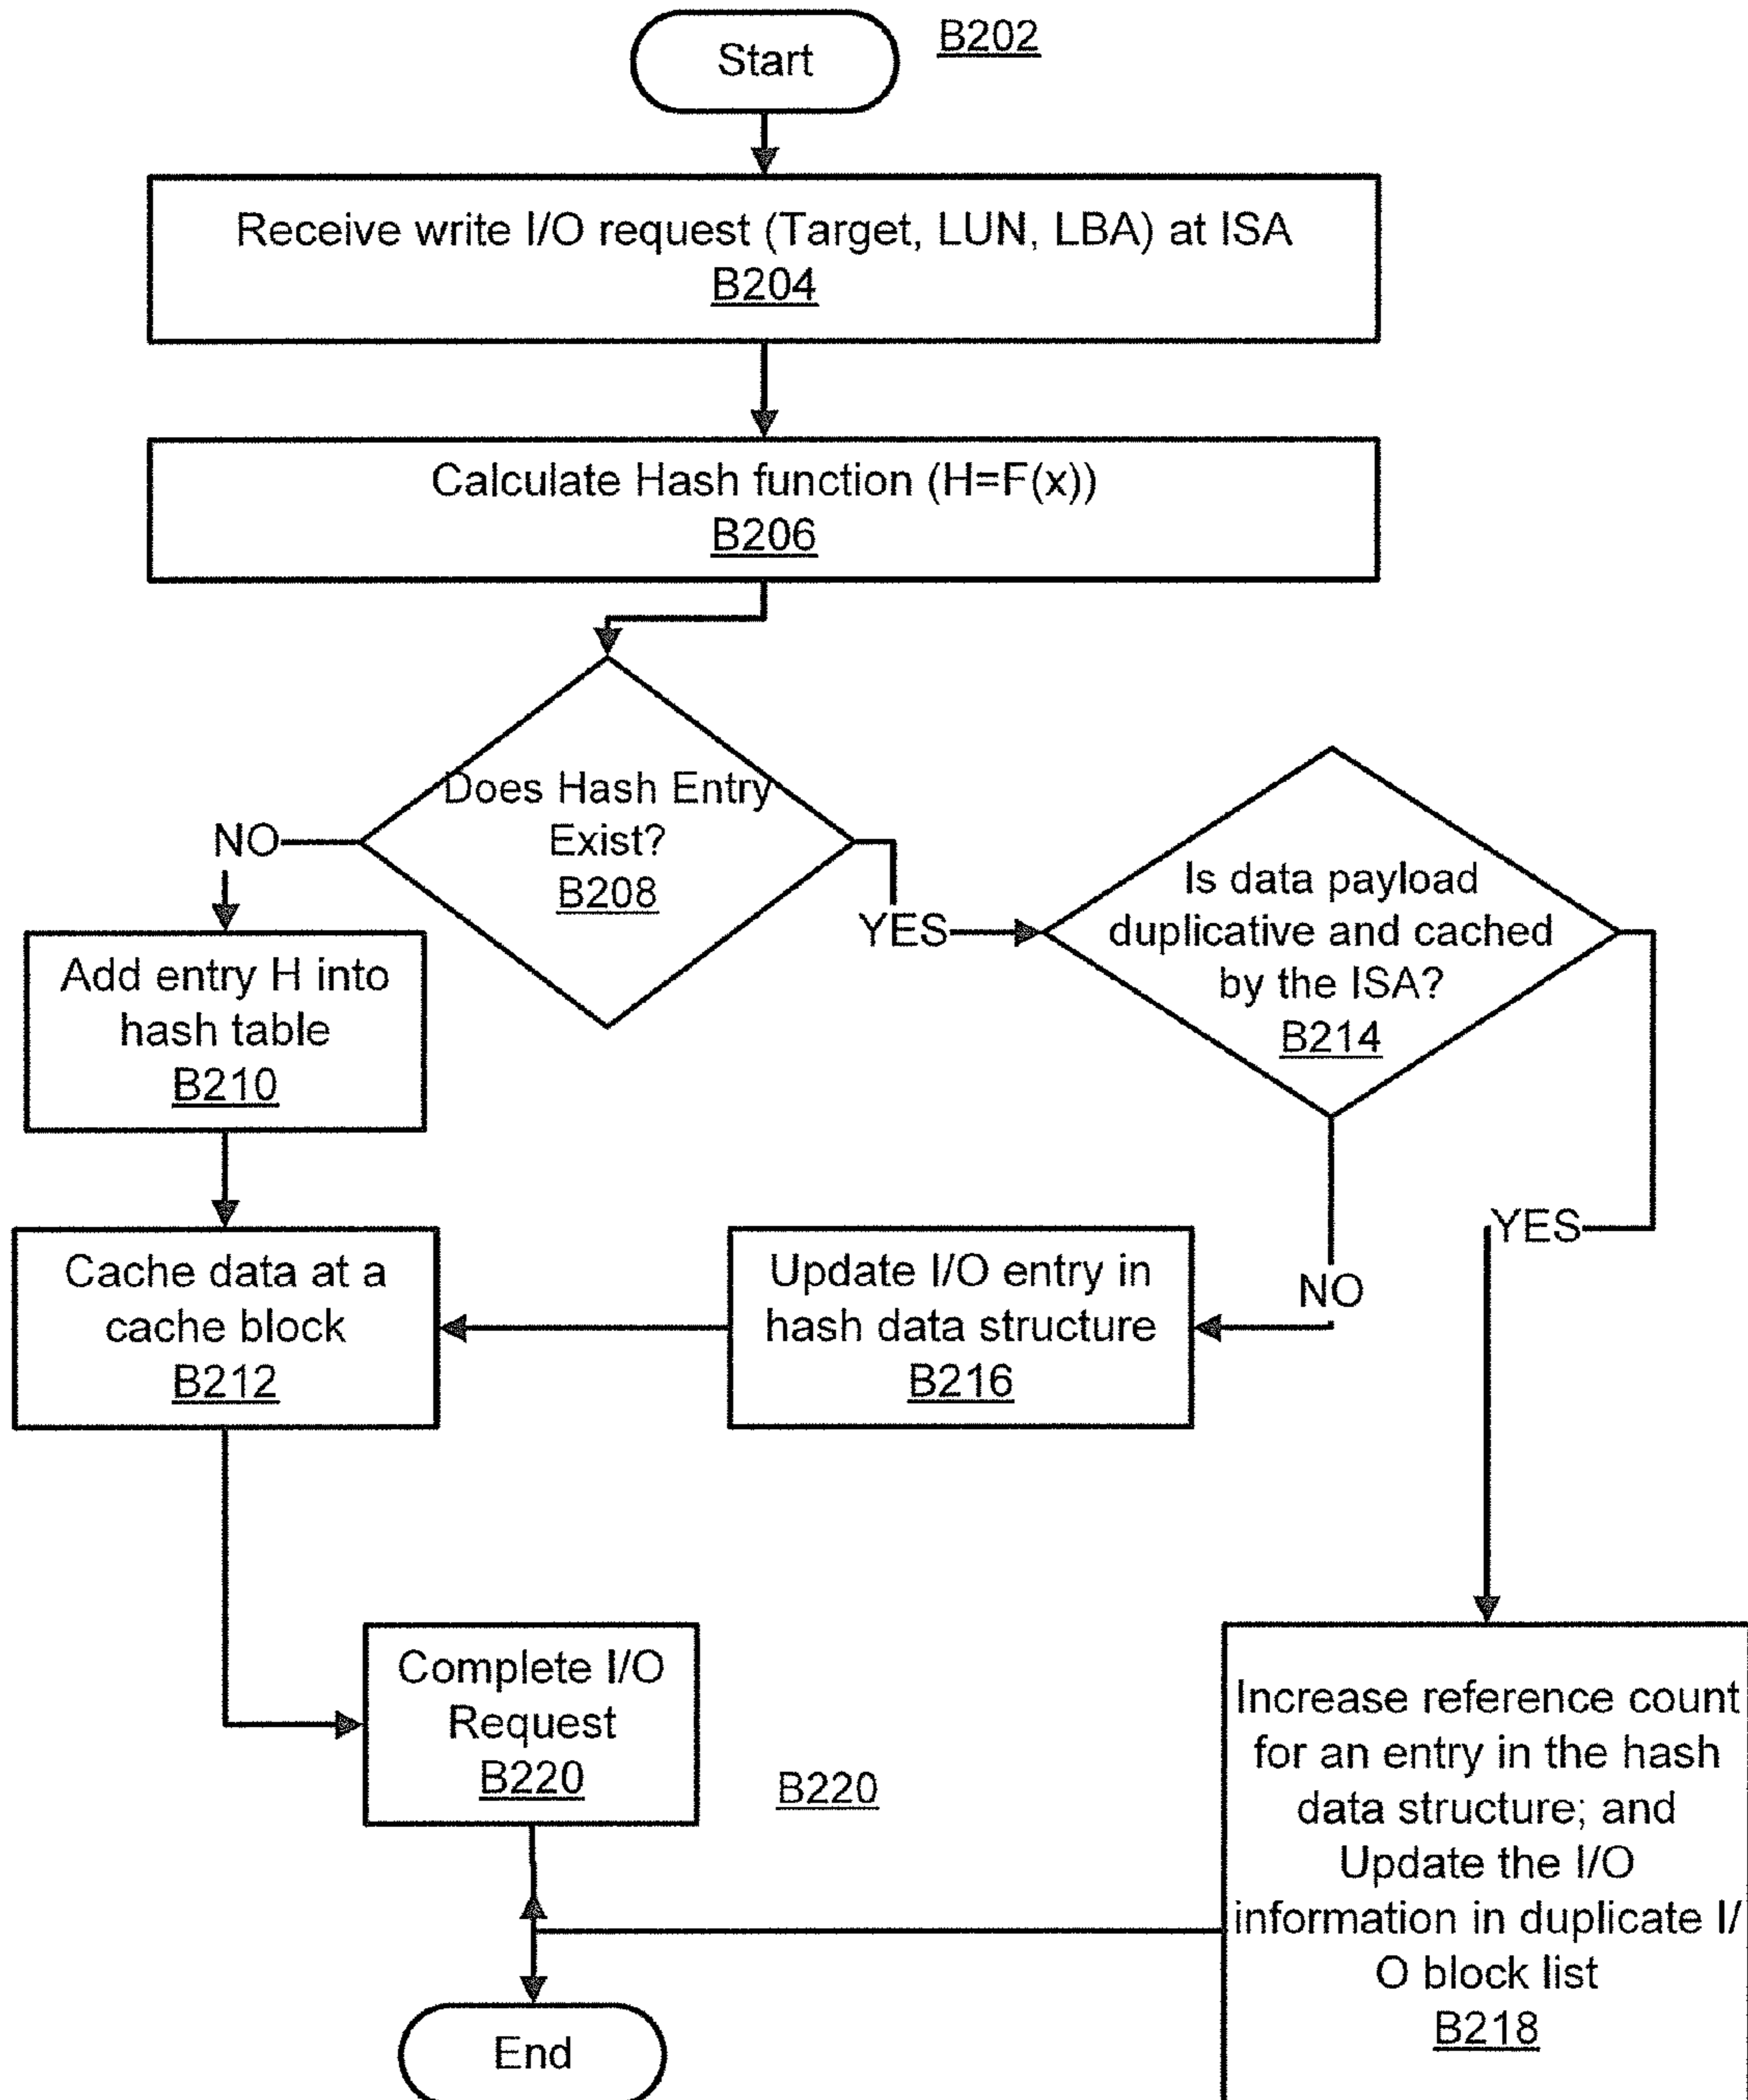 Start
B202
Receive write I/O request (Target, LUN, LBA) at ISA
B204
Calculate Hash function (H=F(x))
B206
Does Hash Entry
Exist?
B208
NO
YES
Add entry H into
hash table
B210
Is data payload
duplicative and cached
by the ISA?
B214
YES
NO
Cache data at a
cache block
B212
Update I/O entry in
hash data structure
B216
Complete I/O
Request
B220
B220
Increase reference count
for an entry in the hash
data structure; and
Update the I/O
information in duplicate I/
O block list
B218
End